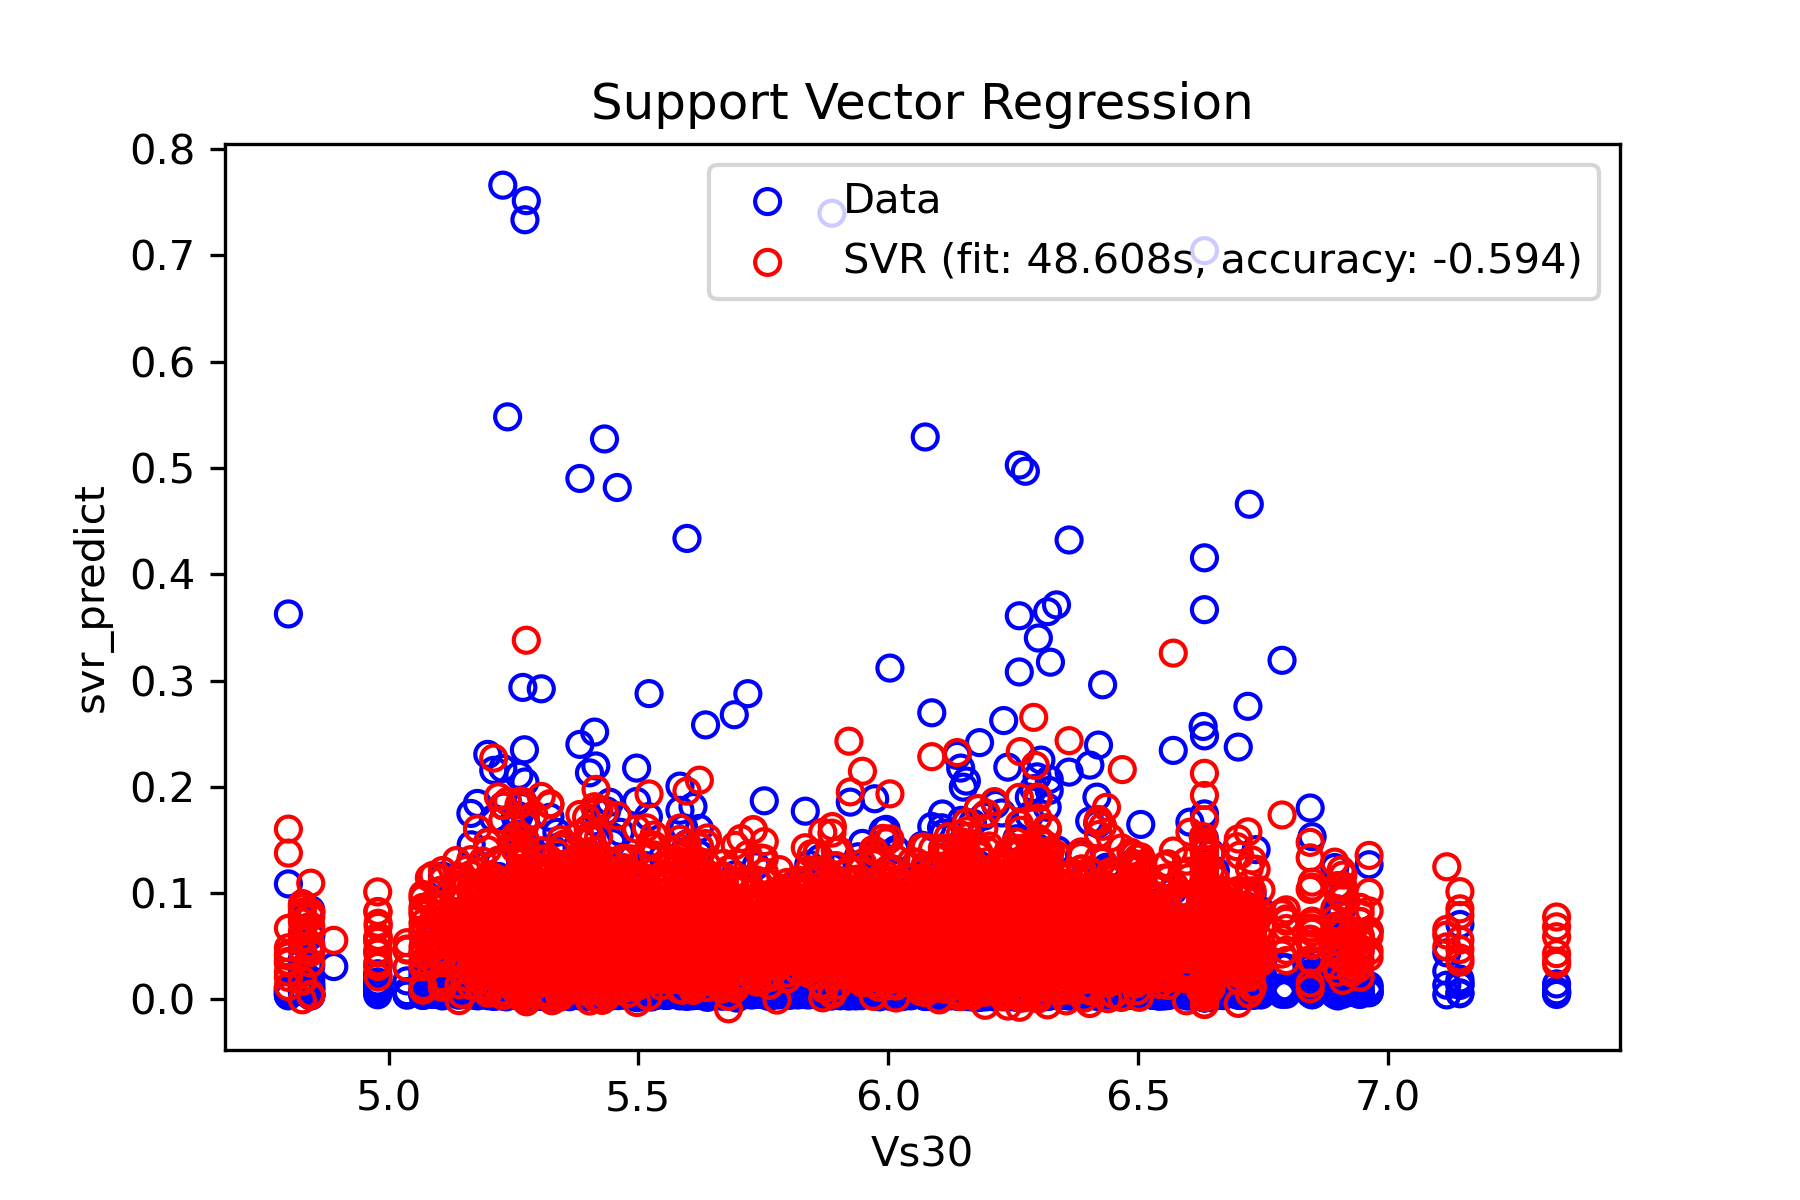 Support Vector Regression
Data
SVR (fit: 48.608s, accuracy: -0.594)
0.8
0.7
0.6
0.5
0.4
0.3
0.2
0.1
0.0
svr_predict
5.0 5.5 6.0 6.5 7.0
Vs30